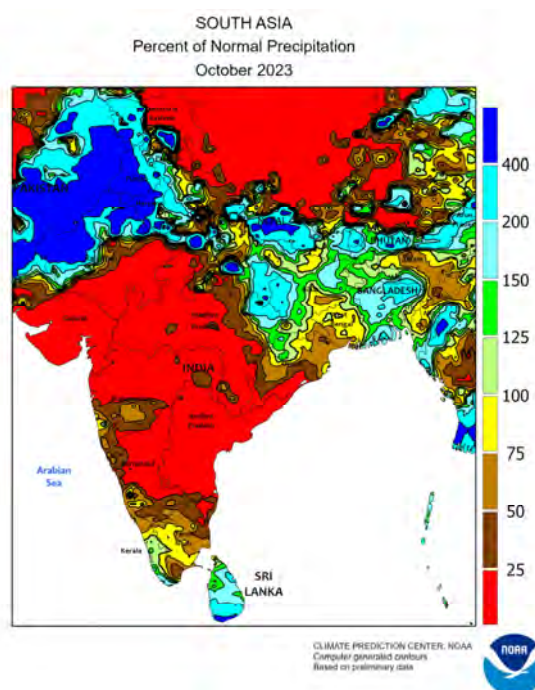 SOUTH ASIA
Percent of Normal Precipitation
October 2023
400
200
150
125
100
75
50
25
BHUTAN
BANGLADESH
INDIA
Arabian
Sea
Kerala
SRI
LANKA
CLIMATE PREDICTION CENTER, NOAA
Computer generated contours
Based on preliminary data
NOAA